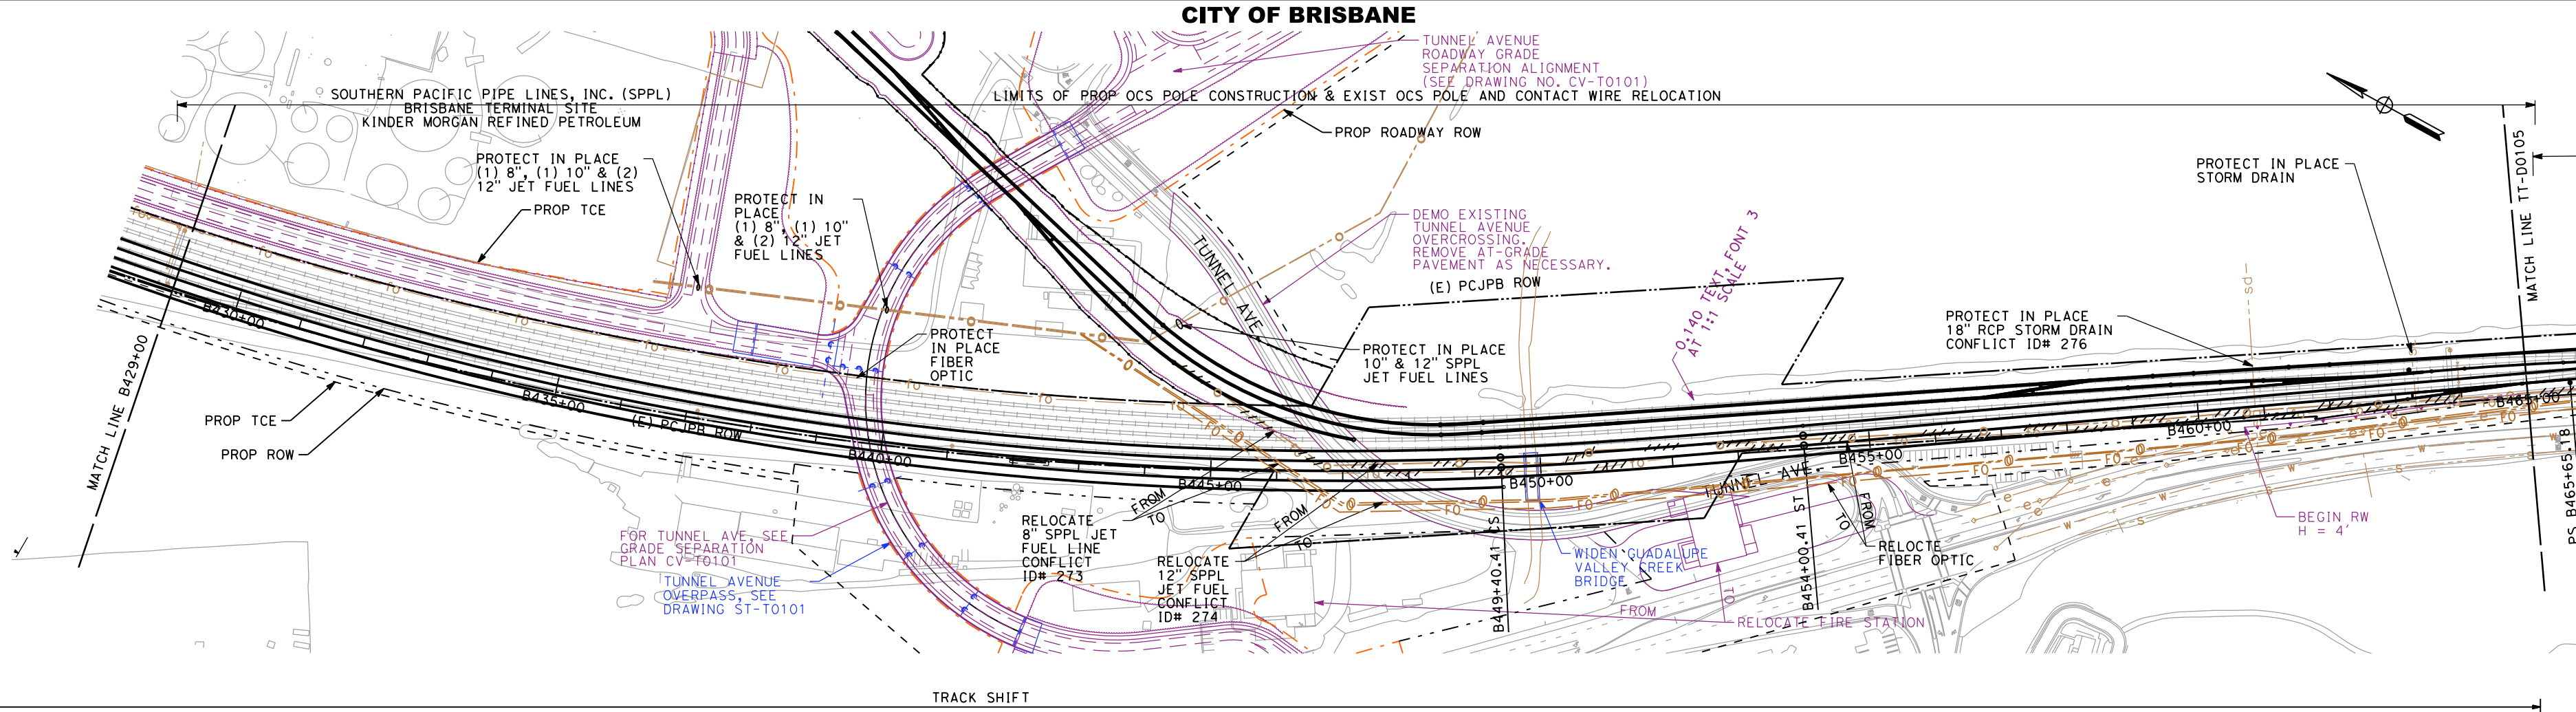 CITY OF BRISBANE
TUNNEL AVENUE
ROADWAY GRADE
SEPARATION ALIGNMENT
(SEE DRAWING NO. CV-T0101)
SOUTHERN PACIFIC PIPE LINES, INC. (SPPL)
BRISBANE TERMINAL SITE
KINDER MORGAN REFINED PETROLEUM
LIMITS OF PROP OCS POLE CONSTRUCTION & EXIST OCS POLE AND CONTACT WIRE RELOCATION
PROP ROADWAY ROW
PROTECT IN PLACE
(1) 8", (1) 10" & (2)
12" JET FUEL LINES
PROP TCE
PROTECT IN
PLACE
(1) 8", (1) 10"
& (2) 12" JET
FUEL LINES
PROTECT IN PLACE
STORM DRAIN
MATCH LINE TT-D0105
DEMO EXISTING
TUNNEL AVENUE
OVERCROSSING.
REMOVE AT-GRADE
PAVEMENT AS NECESSARY.
TUNNEL AVE
(E) PCJPB ROW
0.140 TEXT, FONT 3
AT 1:1 SCALE
PROTECT IN PLACE
18" RCP STORM DRAIN
CONFLICT ID# 276
sd
PROTECT
IN PLACE
FIBER
OPTIC
PROTECT IN PLACE
10" & 12" SPPL
JET FUEL LINES
MATCH LINE B429+00
B430+00
B435+00
(E) PCJPB ROW
B440+00
B445+00
B450+00
B455+00
B460+00
B465+00
PROP TCE
PROP ROW
TUNNEL AVE.
FROM
TO
FROM
TO
RELOCATE
8" SPPL JET
FUEL LINE
CONFLICT
ID# 273
RELOCATE
12" SPPL
JET FUEL
CONFLICT
ID# 274
FOR TUNNEL AVE, SEE
GRADE SEPARATION
PLAN CV-T0101
TUNNEL AVENUE
OVERPASS, SEE
DRAWING ST-T0101
B449+40.41 CS
WIDEN GUADALUPE
VALLEY CREEK
BRIDGE
FROM
TO
RELOCATE FIRE STATION
B454+00.41 ST
TO
FROM
RELOCTE
FIBER OPTIC
BEGIN RW
H = 4'
PS B465+65.18
TRACK SHIFT